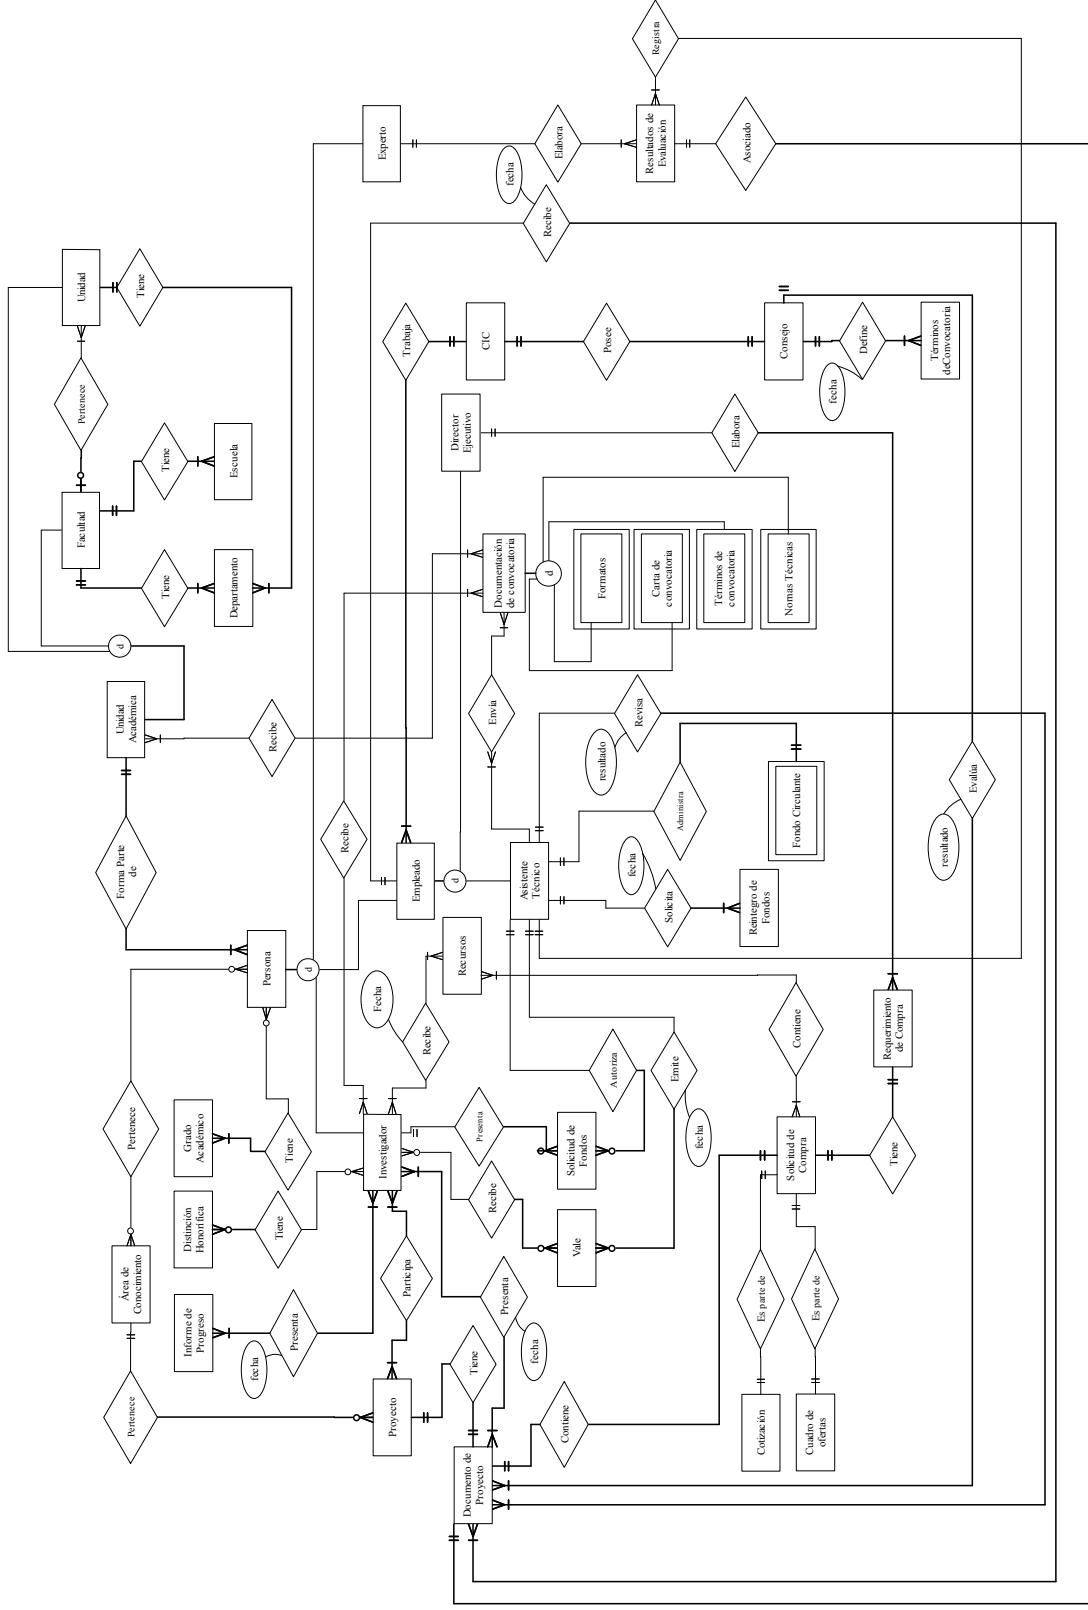 Registra
Experto
Elabora
Resultados de
Evaluación
Asociado
fecha
Recibe
Unidad
Tiene
Pertenece
Facultad
Tiene
Escuela
Tiene
Departamento
Trabaja
CIC
Posee
Consejo
Define
fecha
Términos
deConvocatoria
Director
Ejecutivo
Elabora
Documentación
de convocatoria
d
Formatos
Carta de
convocatoria
Términos de
convocatoria
Nomas Técnicas
d
Unidad
Académica
Recibe
Envía
Revisa
resultado
Administra
Fondo Circulante
Evalúa
resultado
Forma Parte
de
Recibe
Empleado
d
Asistente
Técnico
fecha
Solicita
Reintegro de
Fondos
Persona
d
Recursos
Fecha
Recibe
Contiene
Requerimiento
de Compra
Pertenece
Grado
Académico
Tiene
Investigador
Presenta
Solicitud de
Fondos
Autoriza
Emite
fecha
Solicitud de
Compra
Tiene
Distinción
Honorífica
Tiene
Recibe
Vale
Área de
Conocimiento
Informe de
Progreso
Presenta
fecha
Participa
Presenta
fecha
Es parte de
Es parte de
Pertenece
Proyecto
Tiene
Contiene
Cotización
Cuadro de
ofertas
Documento de
Proyecto